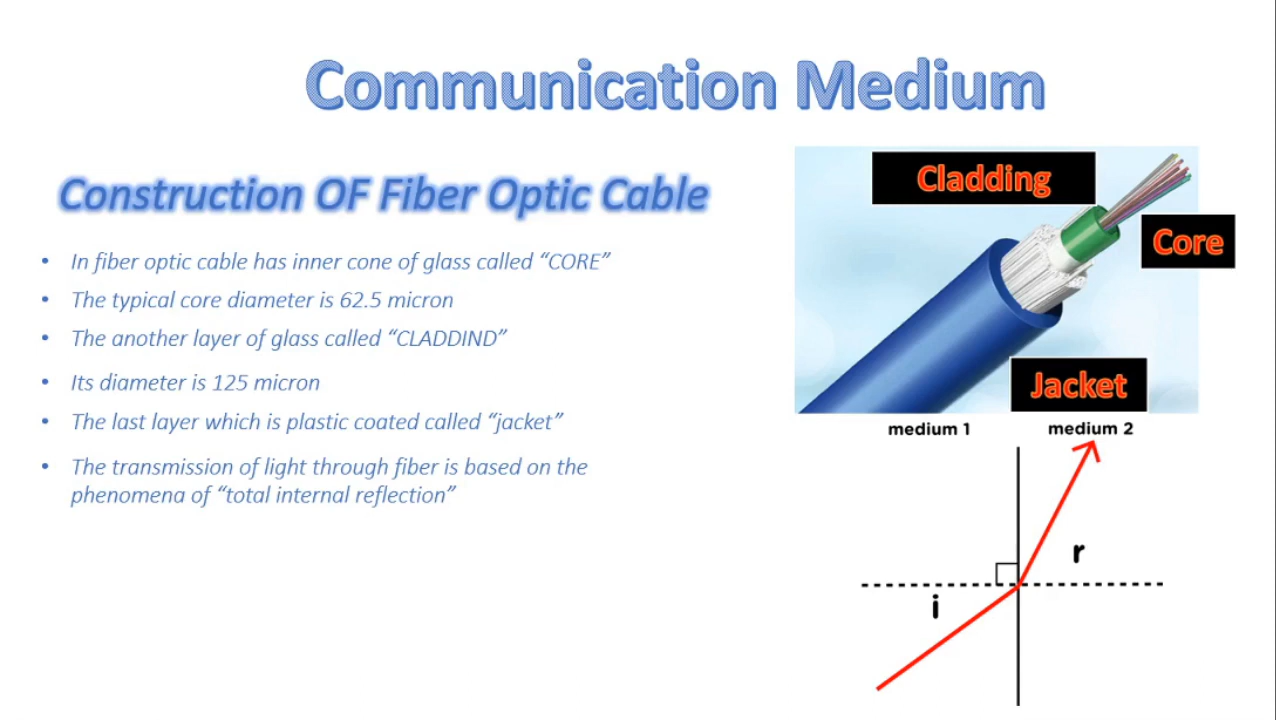 Communication Medium
Construction OF Fiber Optic Cable
• In fiber optic cable has inner cone of glass called “CORE”
• The typical core diameter is 62.5 micron
• The another layer of glass called “CLADDIND”
• Its diameter is 125 micron
• The last layer which is plastic coated called “jacket”
• The transmission of light through fiber is based on the
phenomena of “total internal reflection”
Cladding
Core
Jacket
medium 1
medium 2
r
i